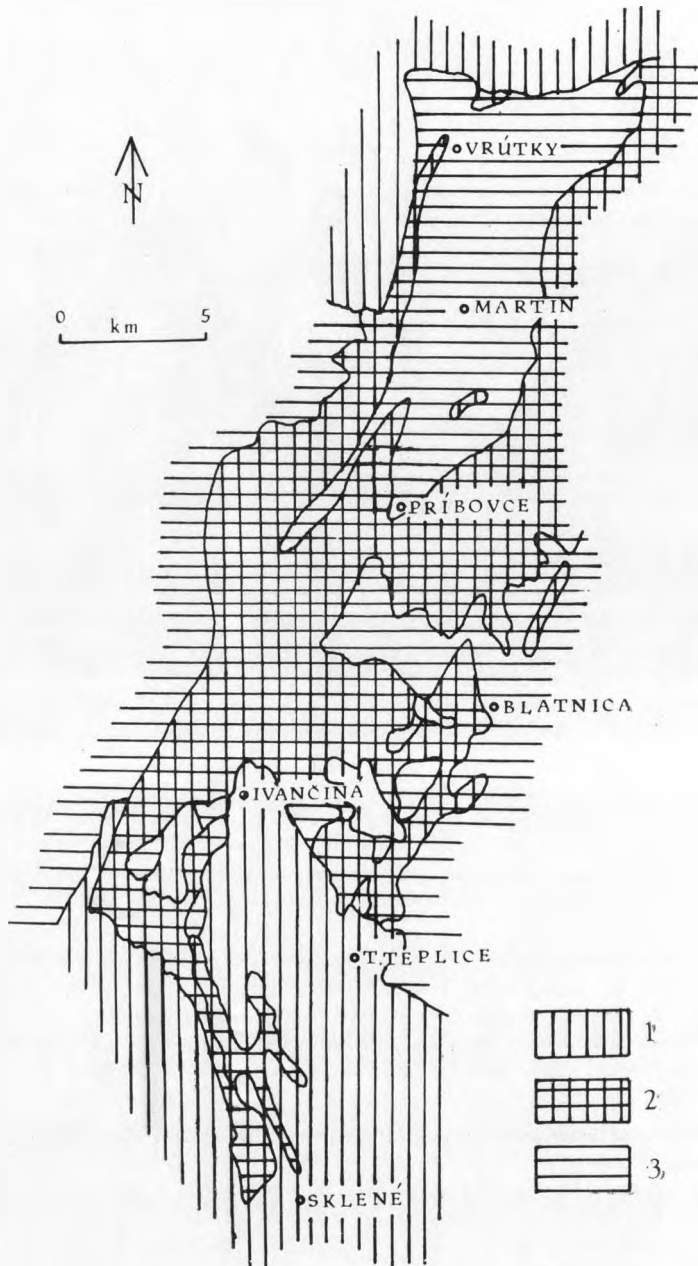 VRÚTKY
N
MARTIN
0 5
km
PRÍBOVCE
BLATNICA
IVANČINA
T.TEPLICE
1
2
3
SKLENÉ